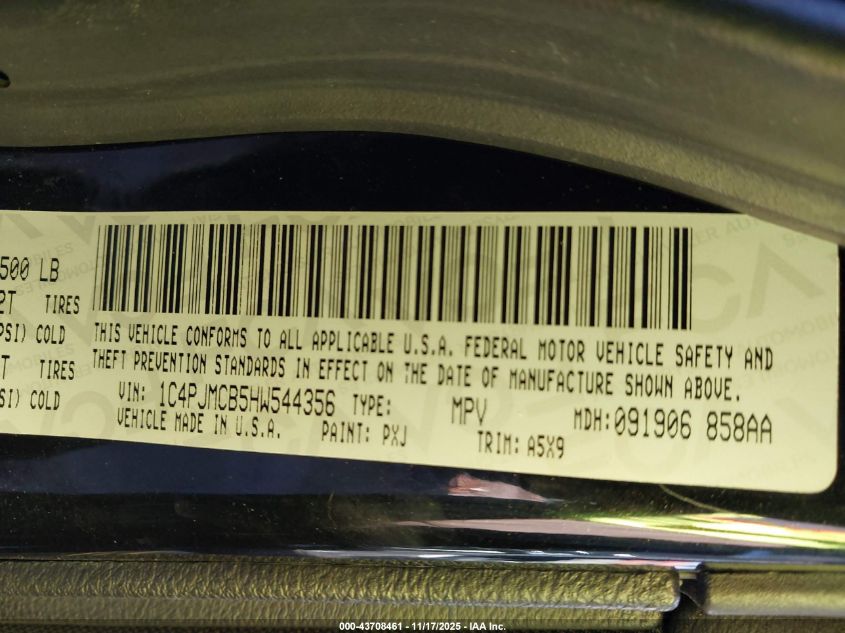 500 LB
2T TIRES
PSI) COLD
T TIRES
SI) COLD
THIS VEHICLE CONFORMS TO ALL APPLICABLE U.S.A. FEDERAL MOTOR VEHICLE SAFETY AND
THEFT PREVENTION STANDARDS IN EFFECT ON THE DATE OF MANUFACTURE SHOWN ABOVE.
VIN: 1C4PJMCB5HW544356 TYPE: MPV MDH:091906 858AA
VEHICLE MADE IN U.S.A. PAINT: PXJ TRIM: A5X9
000-43708461 - 11/17/2025 - IAA Inc.